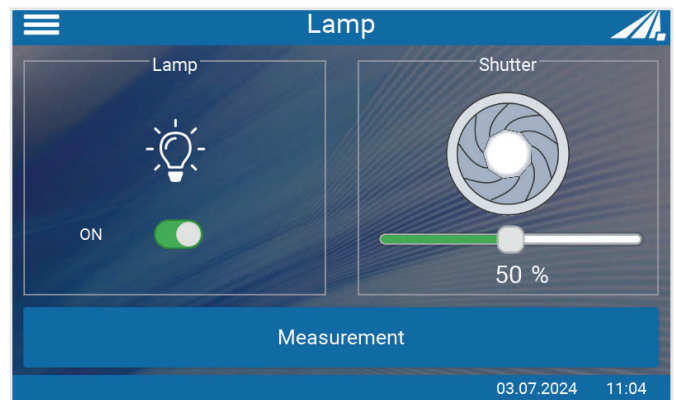 Lamp
Lamp
Shutter
ON
50 %
Measurement
03.07.2024 11:04